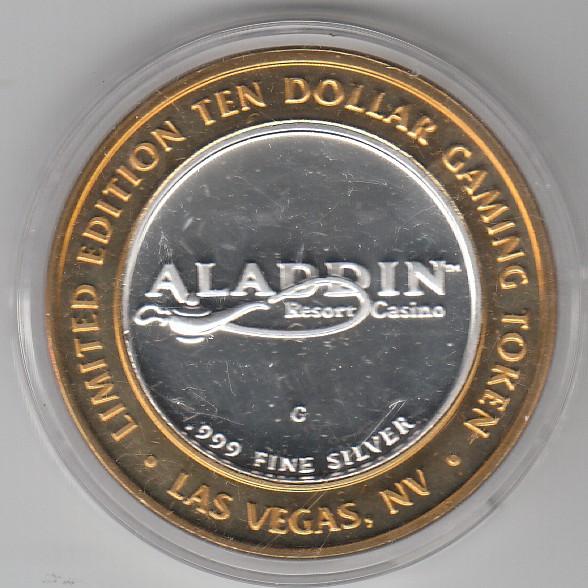 LIMITED EDITION TEN DOLLAR GAMING TOKEN
ALADDIN™
Resort Casino
G
.999 FINE SILVER
• LAS VEGAS, NV •